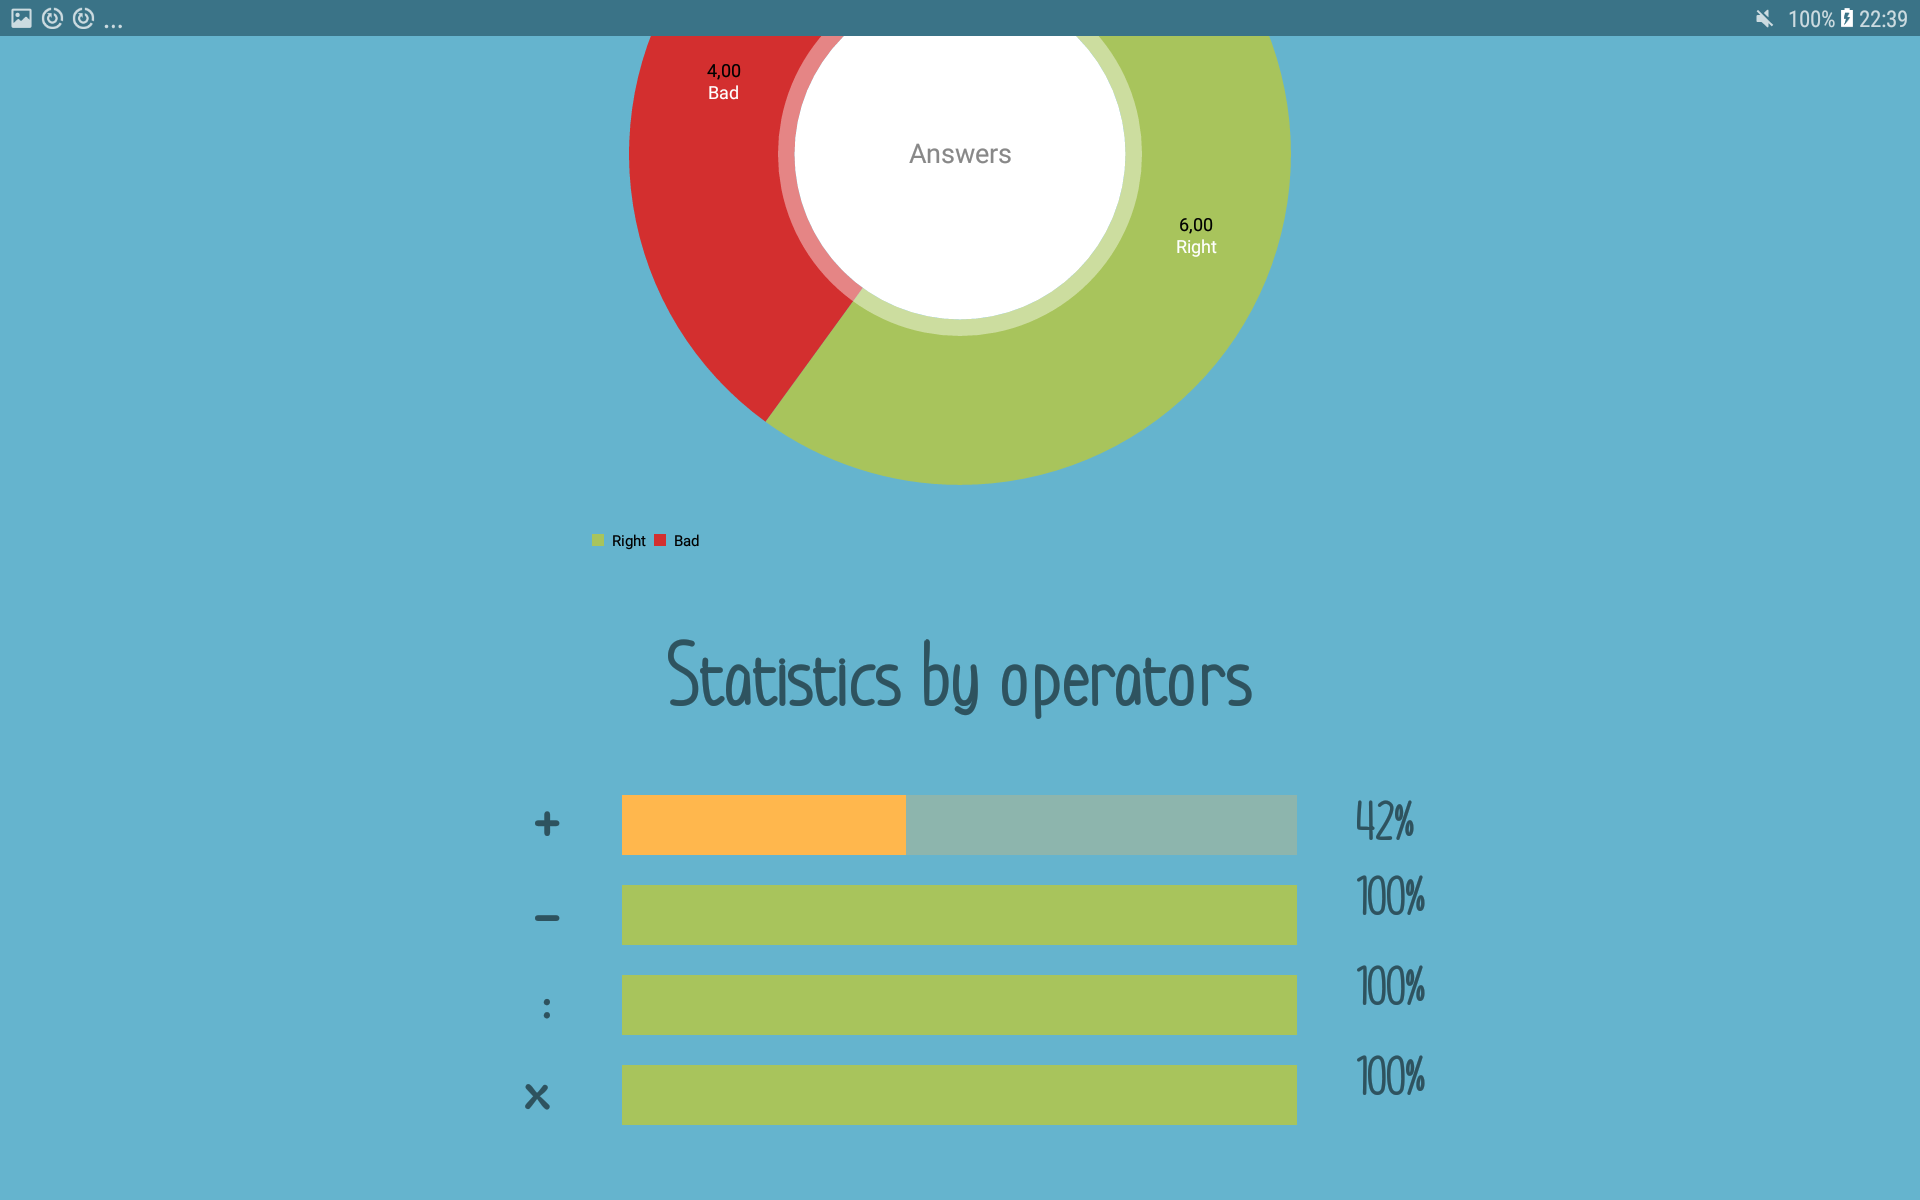 ... 100% 22:39
4,00
Bad
Answers
6,00
Right
Right Bad
Statistics by operators
+ 42%
- 100%
: 100%
x 100%